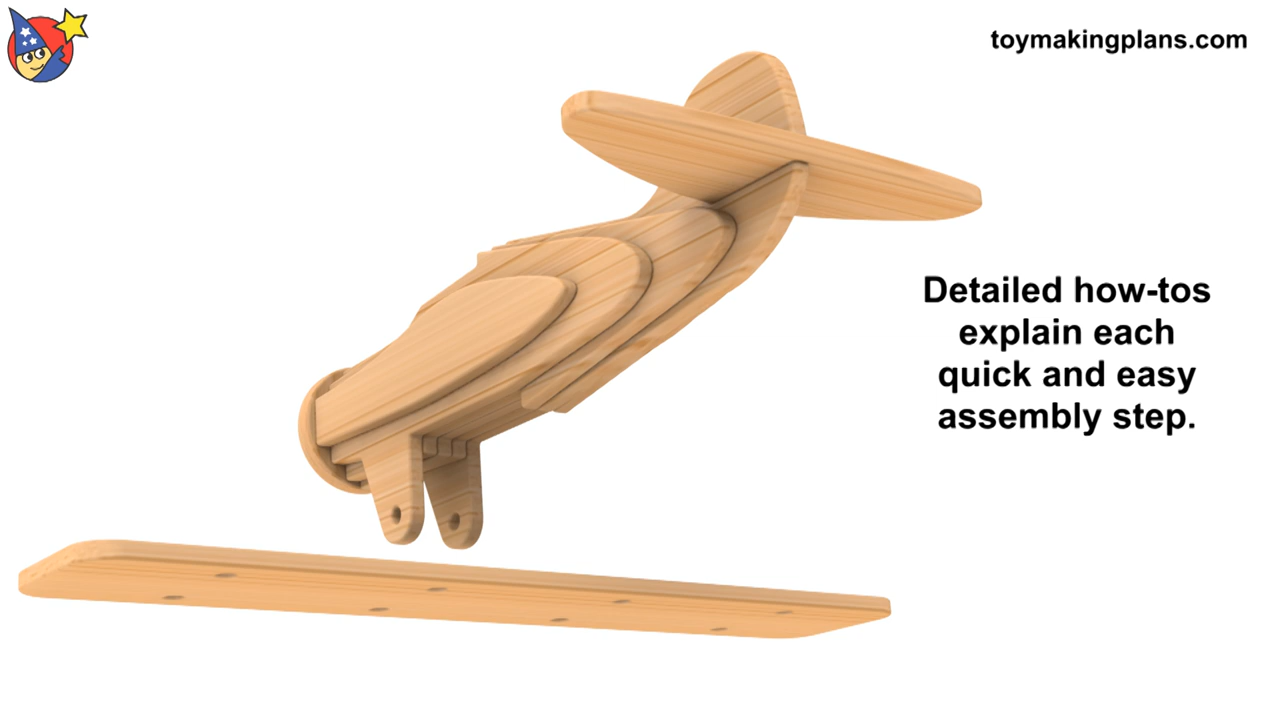 toymakingplans.com
Detailed how-tos
explain each
quick and easy
assembly step.